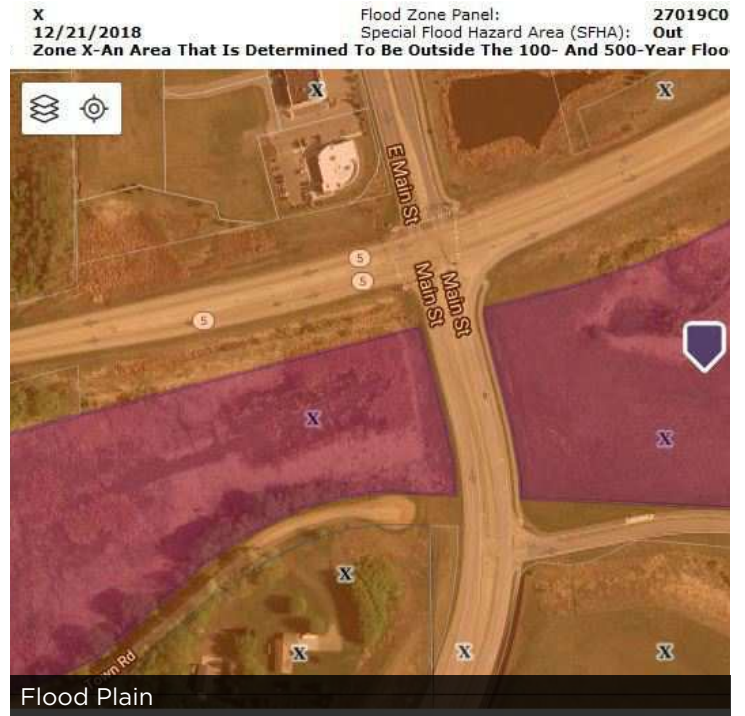 X
Flood Zone Panel:
27019C0
12/21/2018
Special Flood Hazard Area (SFHA):
Out
Zone X-An Area That Is Determined To Be Outside The 100- And 500-Year Floo
X
X
E Main St
5
5
Main St
Main St
5
X
X
X
Town Rd
X
X
X
Flood Plain